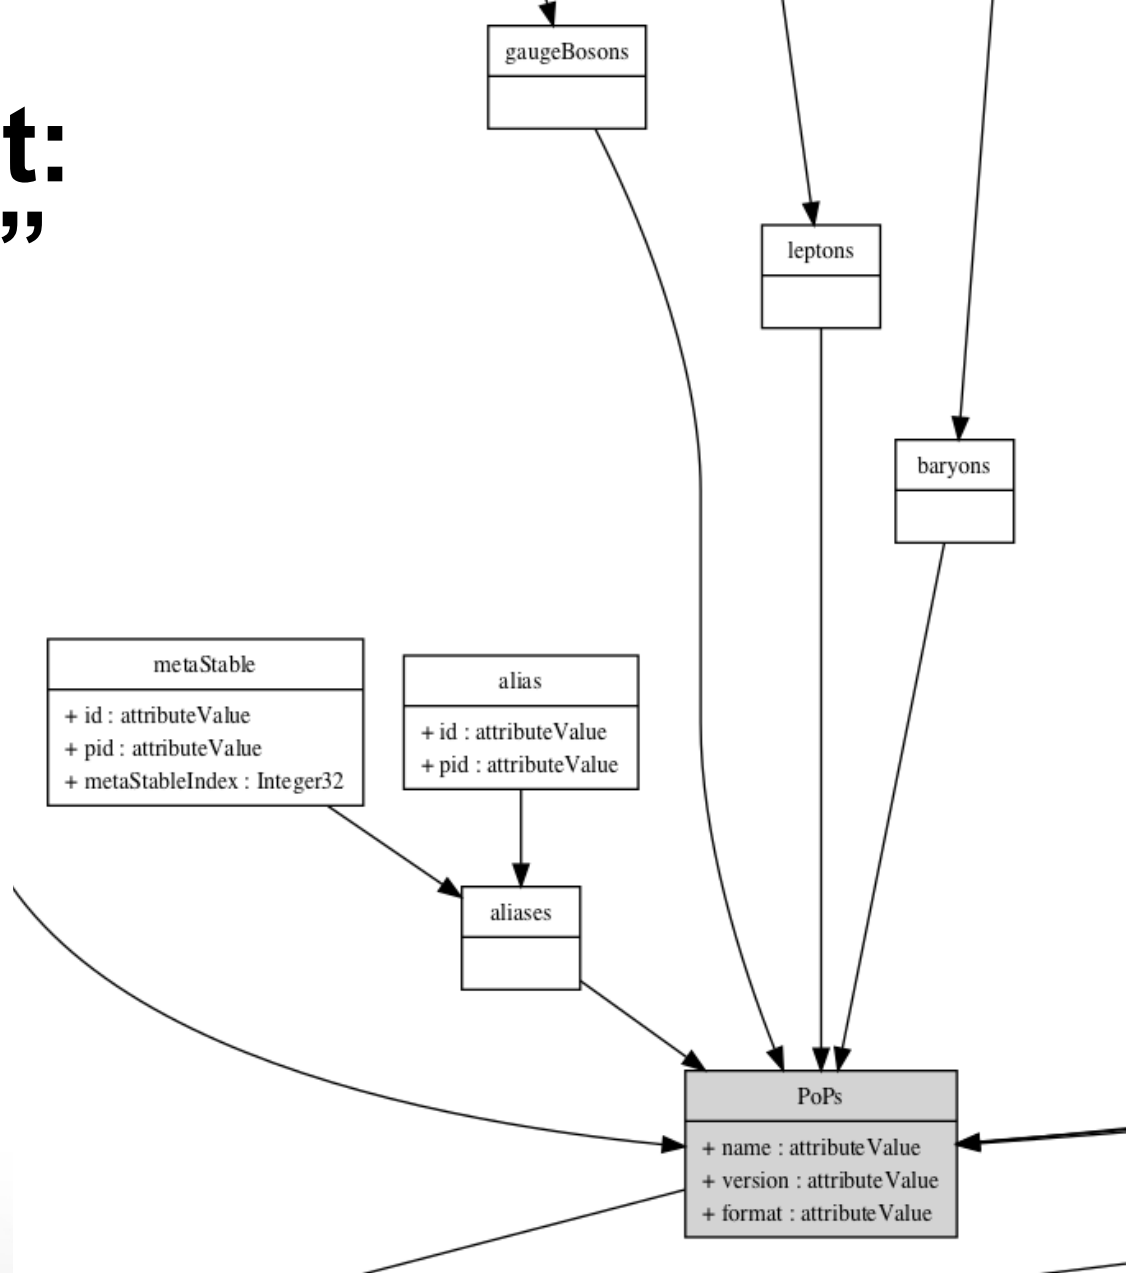 gaugeBosons
t:
”
leptons
baryons
metaStable
+ id : attributeValue
+ pid : attributeValue
+ metaStableIndex : Integer32
alias
+ id : attributeValue
+ pid : attributeValue
aliases
PoPs
+ name : attributeValue
+ version : attributeValue
+ format : attributeValue